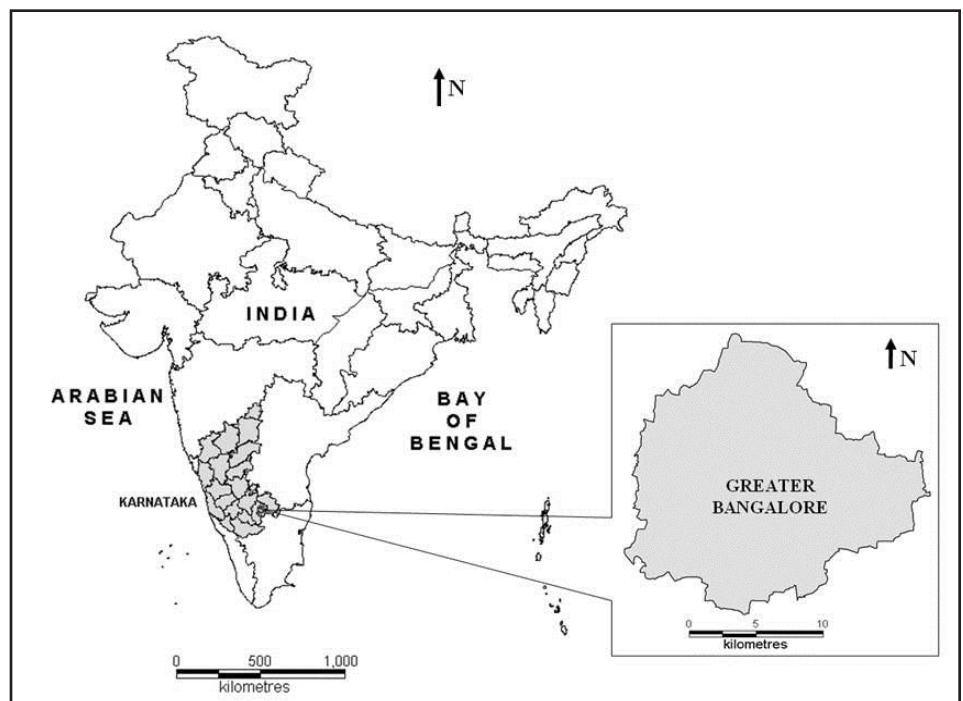 N
INDIA
ARABIAN
SEA
BAY
OF
BENGAL
KARNATAKA
N
GREATER
BANGALORE
0 5 10
kilometres
0 500 1,000
kilometres